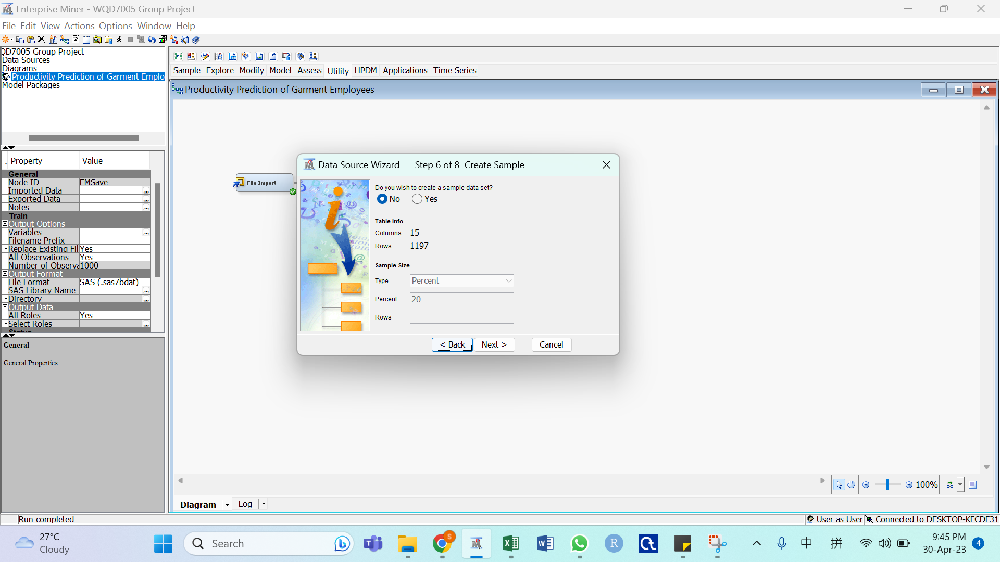 Enterprise Miner - WQD7005 Group Project
File Edit View Actions Options Window Help
QD7005 Group Project
Data Sources
Diagrams
Productivity Prediction of Garment Emplo
Model Packages
Sample Explore Modify Model Assess Utility HPDM Applications Time Series
Productivity Prediction of Garment Employees
. Property Value
General
Node ID EMSave
Imported Data ...
Exported Data ...
Notes ...
Train
Output Options
Variables ...
Filename Prefix
Replace Existing Fil Yes
All Observations Yes
Number of Observa 1000
Output Format
File Format SAS (.sas7bdat)
SAS Library Name ...
Directory ...
Output Data
All Roles Yes
Select Roles ...
Status
General
General Properties
File Import
Data Source Wizard -- Step 6 of 8 Create Sample
Do you wish to create a sample data set?
No Yes
Table Info
Columns 15
Rows 1197
Sample Size
Type Percent
Percent 20
Rows
< Back Next > Cancel
100%
Diagram Log
Run completed
User as User Connected to DESKTOP-KFCDF31
27°C
Cloudy
Search
S
中
拼
9:45 PM
30-Apr-23
4